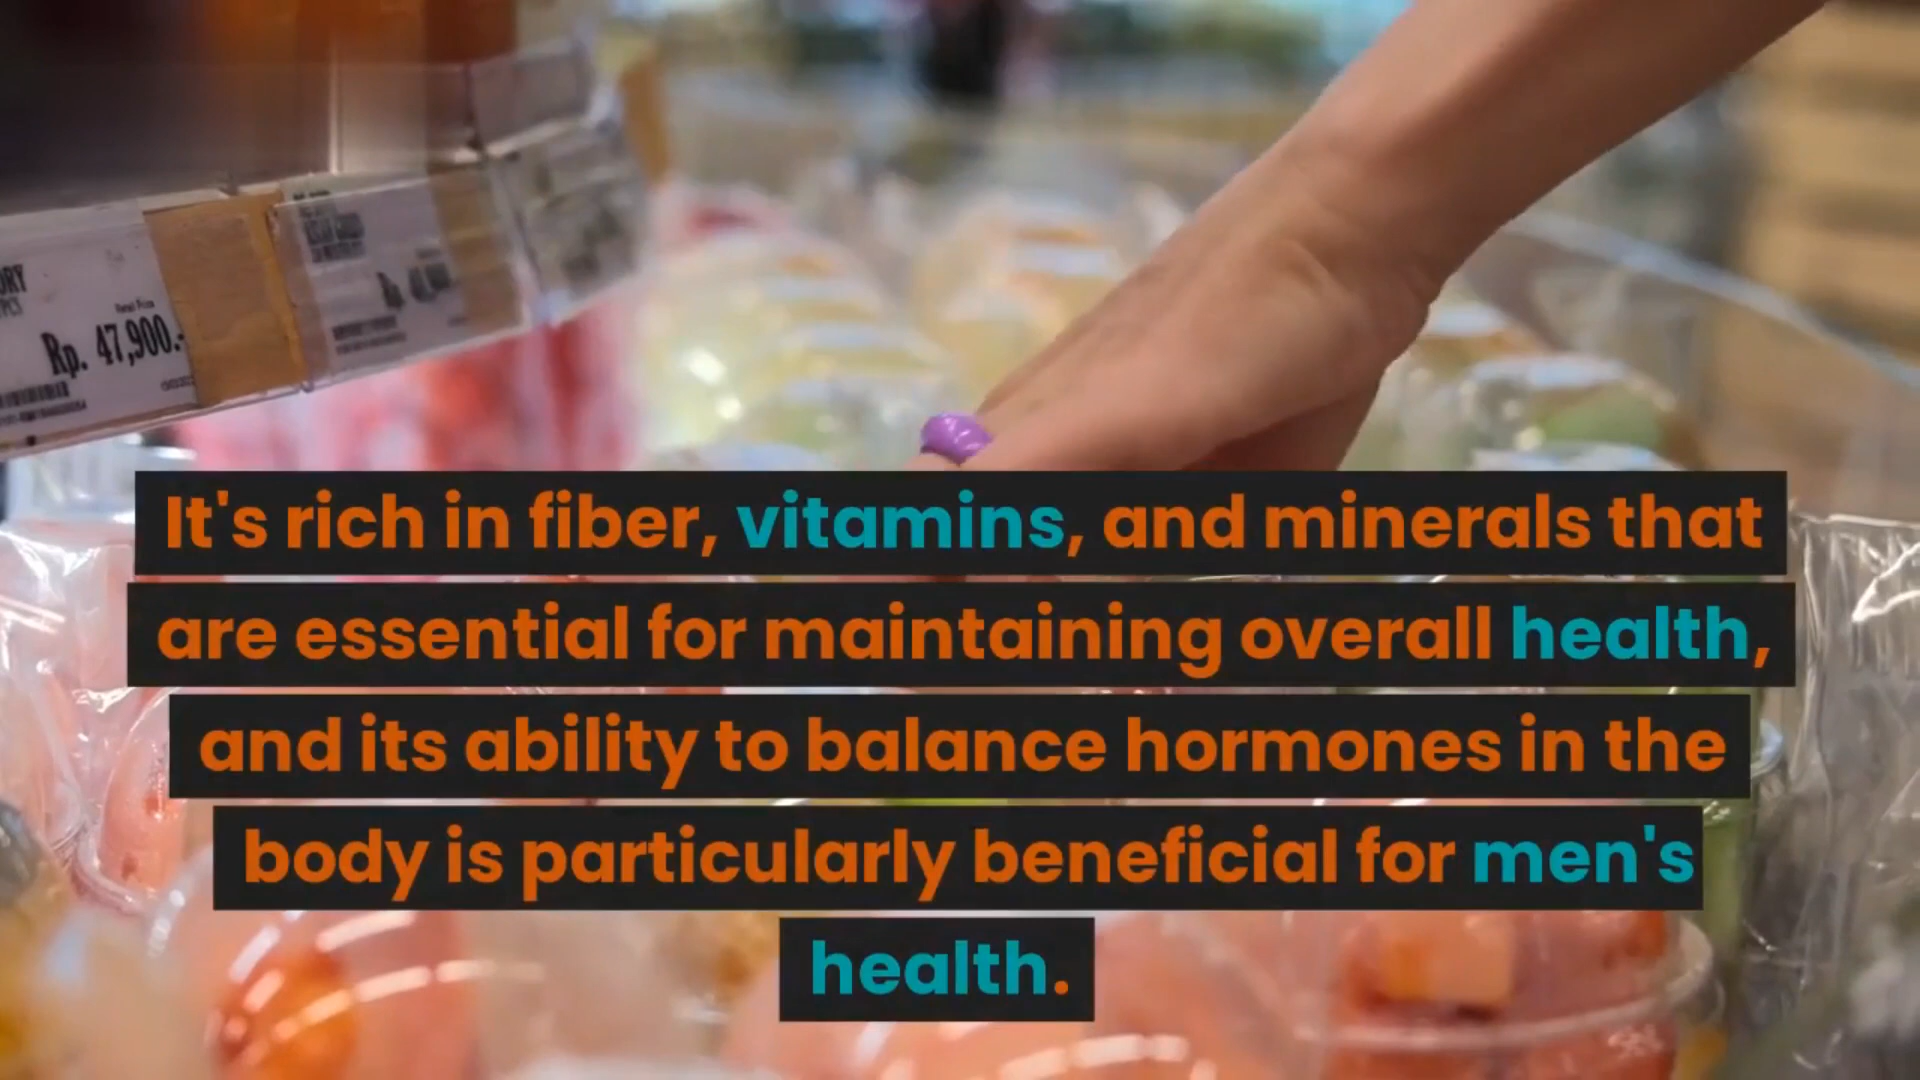 ORY
Rp. 47,900.-
It's rich in fiber, vitamins, and minerals that
are essential for maintaining overall health,
and its ability to balance hormones in the
body is particularly beneficial for men's
health.